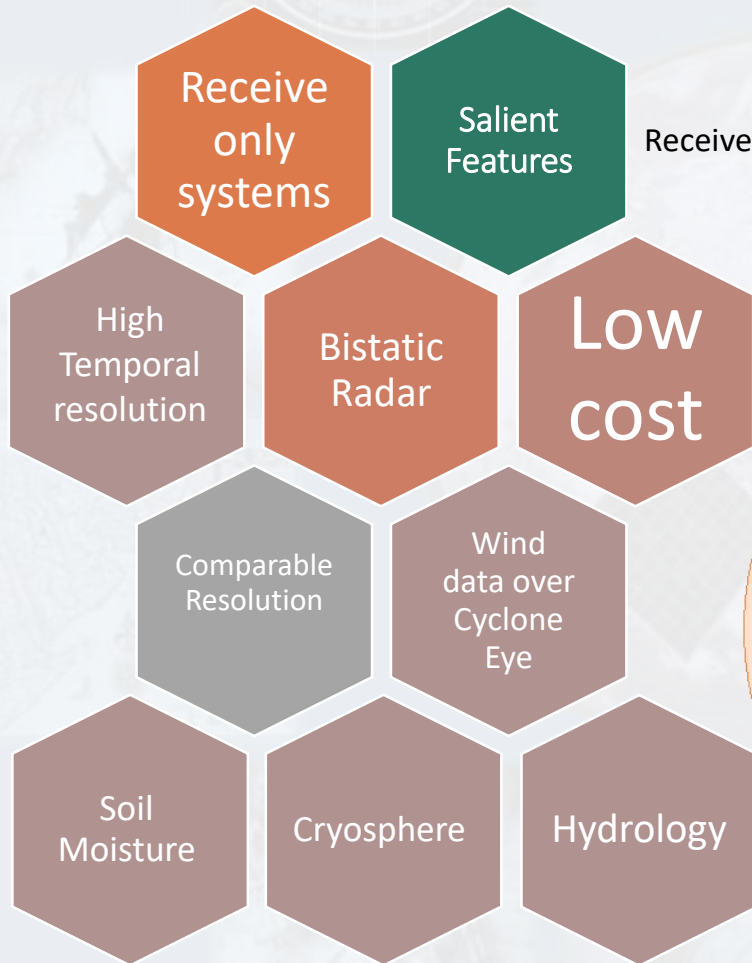 Receive
only
systems
Salient
Features
Receive
High
Temporal
resolution
Bistatic
Radar
Low
cost
Comparable
Resolution
Wind
data over
Cyclone
Eye
Soil
Moisture
Cryosphere
Hydrology